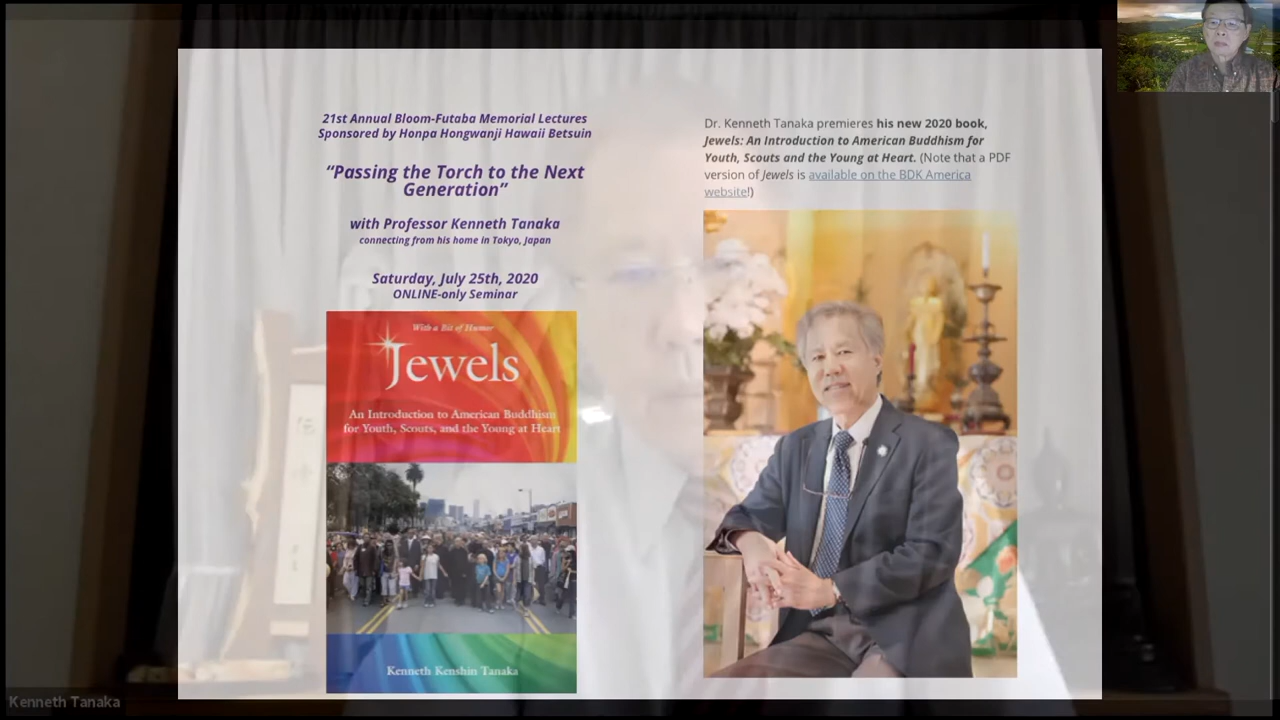 21st Annual Bloom-Futaba Memorial Lectures
Sponsored by Honpa Hongwanji Hawaii Betsuin
“Passing the Torch to the Next
Generation”
with Professor Kenneth Tanaka
connecting from his home in Tokyo, Japan
Saturday, July 25th, 2020
ONLINE-only Seminar
With a Bit of Humor
Jewels
An Introduction to American Buddhism
for Youth, Scouts, and the Young at Heart
Kenneth Kenshin Tanaka
Dr. Kenneth Tanaka premieres his new 2020 book,
Jewels: An Introduction to American Buddhism for
Youth, Scouts and the Young at Heart. (Note that a PDF
version of Jewels is available on the BDK America
website!)
Kenneth Tanaka